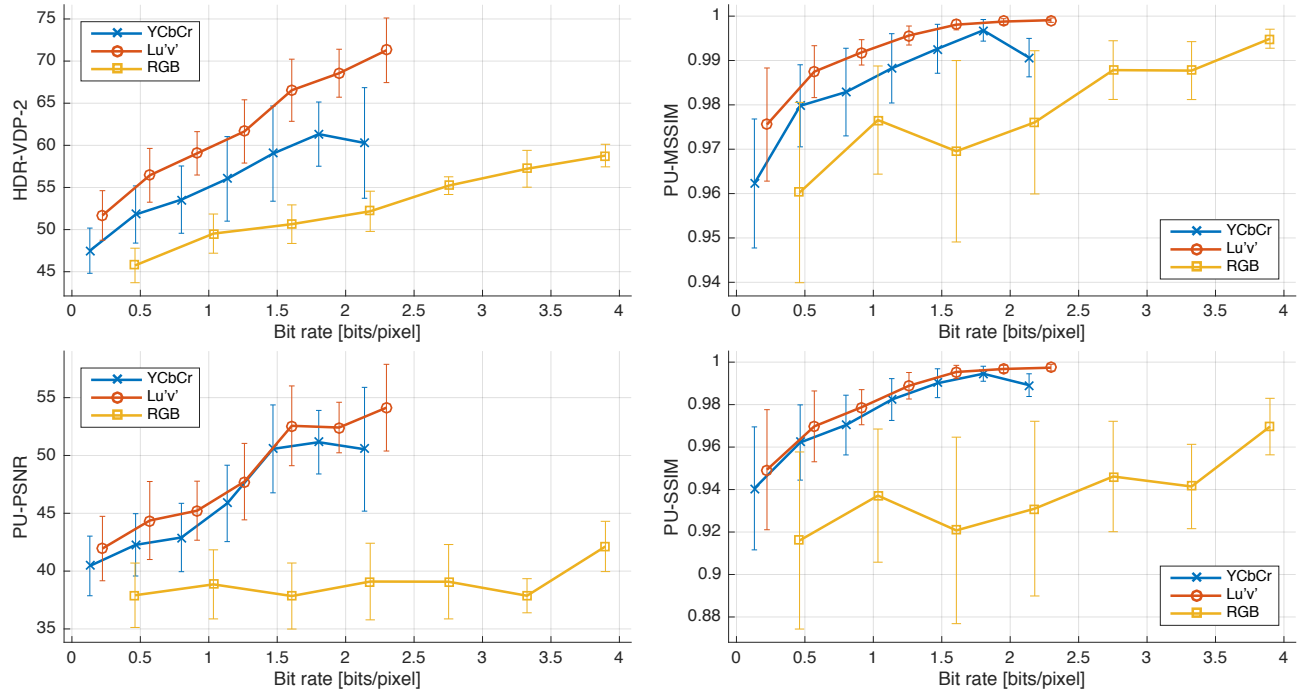 HDR-VDP-2
75
70
65
60
55
50
45
YCbCr
Lu'v'
RGB
0 0.5 1 1.5 2 2.5 3 3.5 4
Bit rate [bits/pixel]
PU-MSSIM
1
0.99
0.98
0.97
0.96
0.95
0.94
YCbCr
Lu'v'
RGB
0 0.5 1 1.5 2 2.5 3 3.5 4
Bit rate [bits/pixel]
PU-PSNR
55
50
45
40
35
YCbCr
Lu'v'
RGB
0 0.5 1 1.5 2 2.5 3 3.5 4
Bit rate [bits/pixel]
PU-SSIM
1
0.98
0.96
0.94
0.92
0.9
0.88
YCbCr
Lu'v'
RGB
0 0.5 1 1.5 2 2.5 3 3.5 4
Bit rate [bits/pixel]